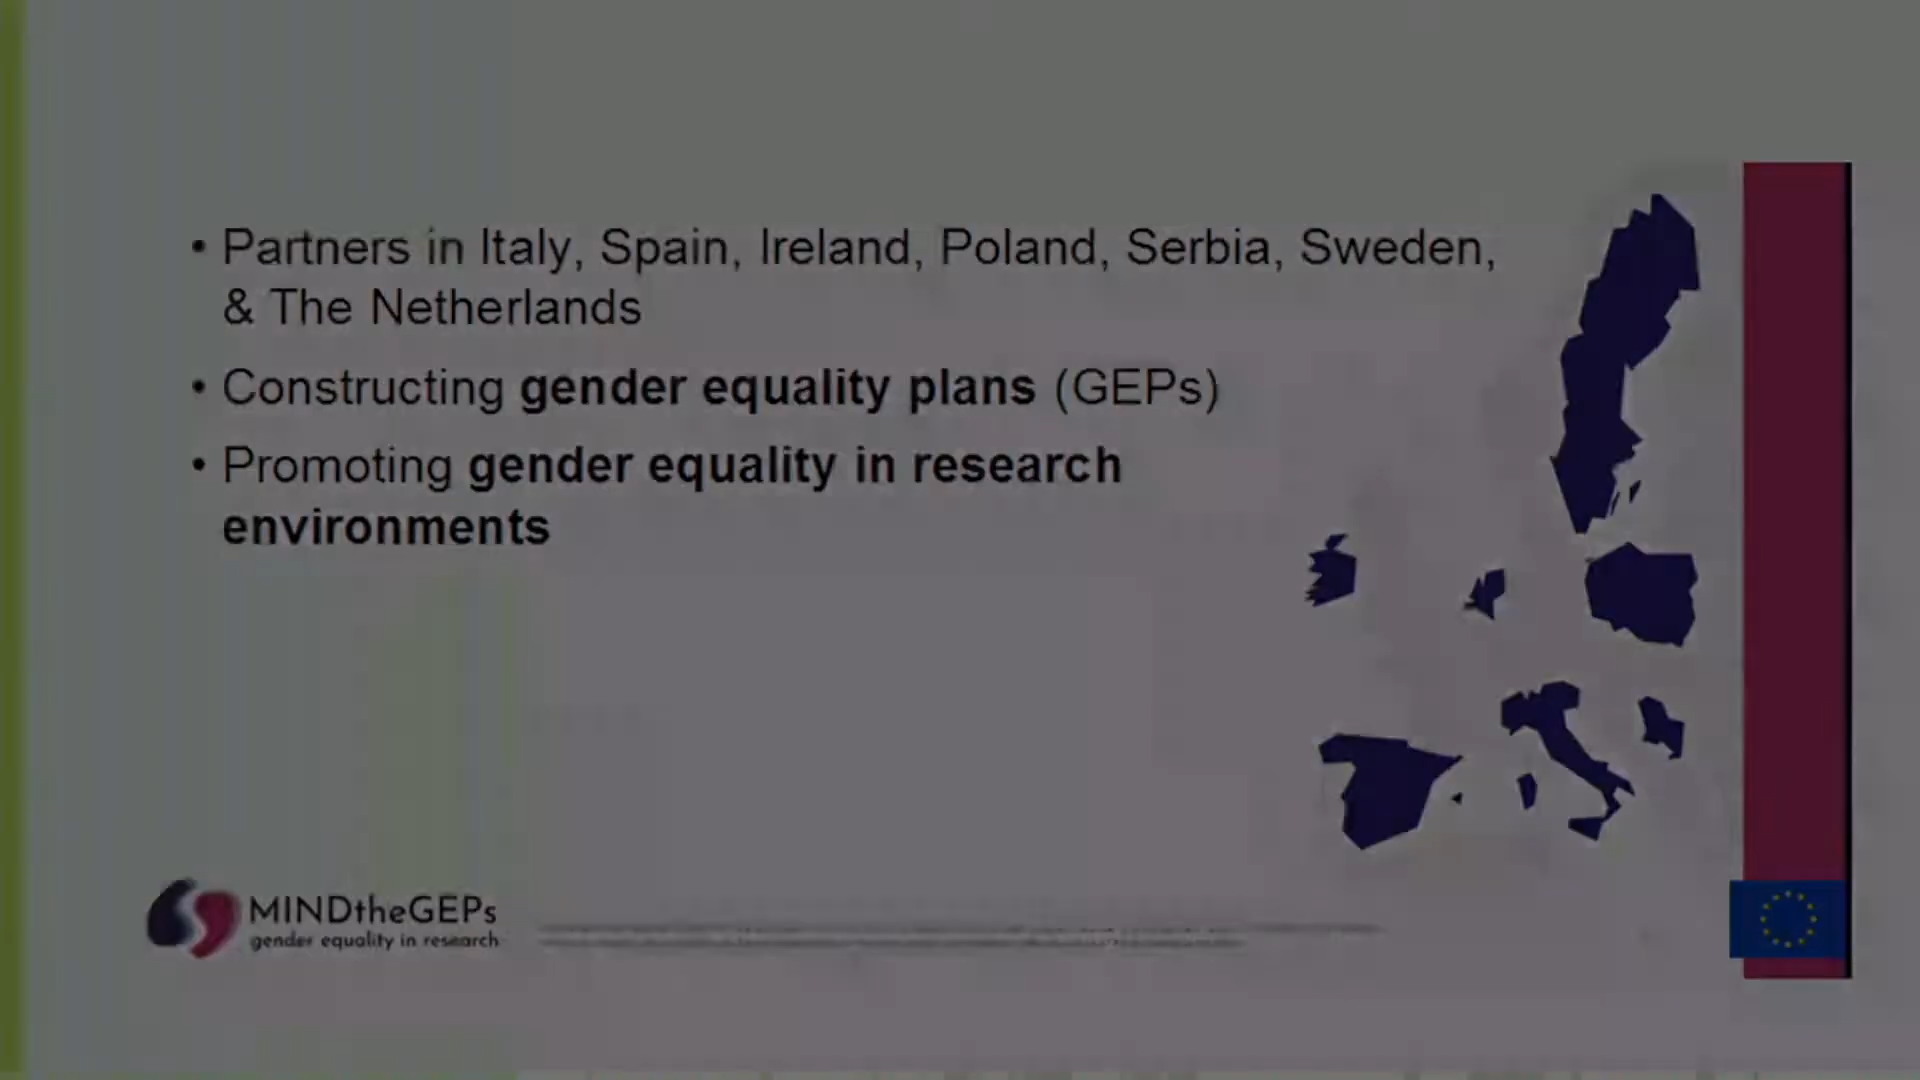 • Partners in Italy, Spain, Ireland, Poland, Serbia, Sweden,
& The Netherlands
• Constructing gender equality plans (GEPs)
• Promoting gender equality in research
environments
MINDtheGEPs
gender equality in research